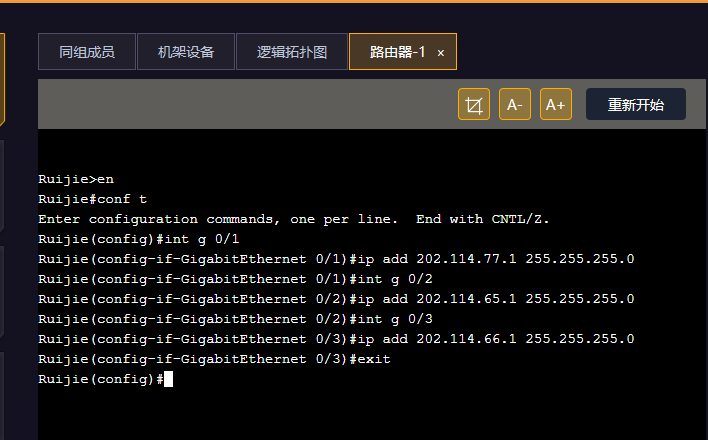 同组成员 机架设备 逻辑拓扑图 路由器-1 ×
A- A+ 重新开始
Ruijie>en
Ruijie#conf t
Enter configuration commands, one per line.  End with CNTL/Z.
Ruijie(config)#int g 0/1
Ruijie(config-if-GigabitEthernet 0/1)#ip add 202.114.77.1 255.255.255.0
Ruijie(config-if-GigabitEthernet 0/1)#int g 0/2
Ruijie(config-if-GigabitEthernet 0/2)#ip add 202.114.65.1 255.255.255.0
Ruijie(config-if-GigabitEthernet 0/2)#int g 0/3
Ruijie(config-if-GigabitEthernet 0/3)#ip add 202.114.66.1 255.255.255.0
Ruijie(config-if-GigabitEthernet 0/3)#exit
Ruijie(config)#